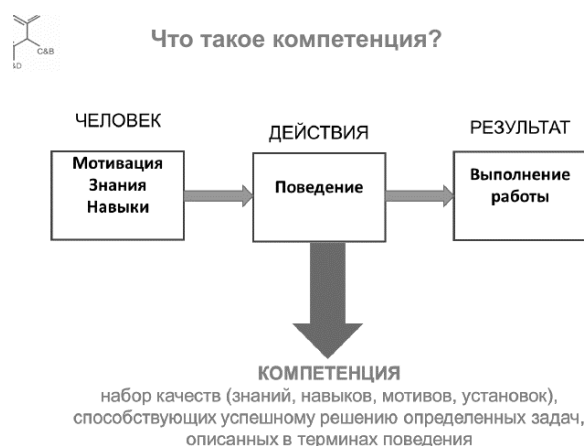 C&B
&D
Что такое компетенция?
ЧЕЛОВЕК
ДЕЙСТВИЯ
РЕЗУЛЬТАТ
Мотивация
Знания
Навыки
Поведение
Выполнение
работы
КОМПЕТЕНЦИЯ
набор качеств (знаний, навыков, мотивов, установок),
способствующих успешному решению определенных задач,
описанных в терминах поведения